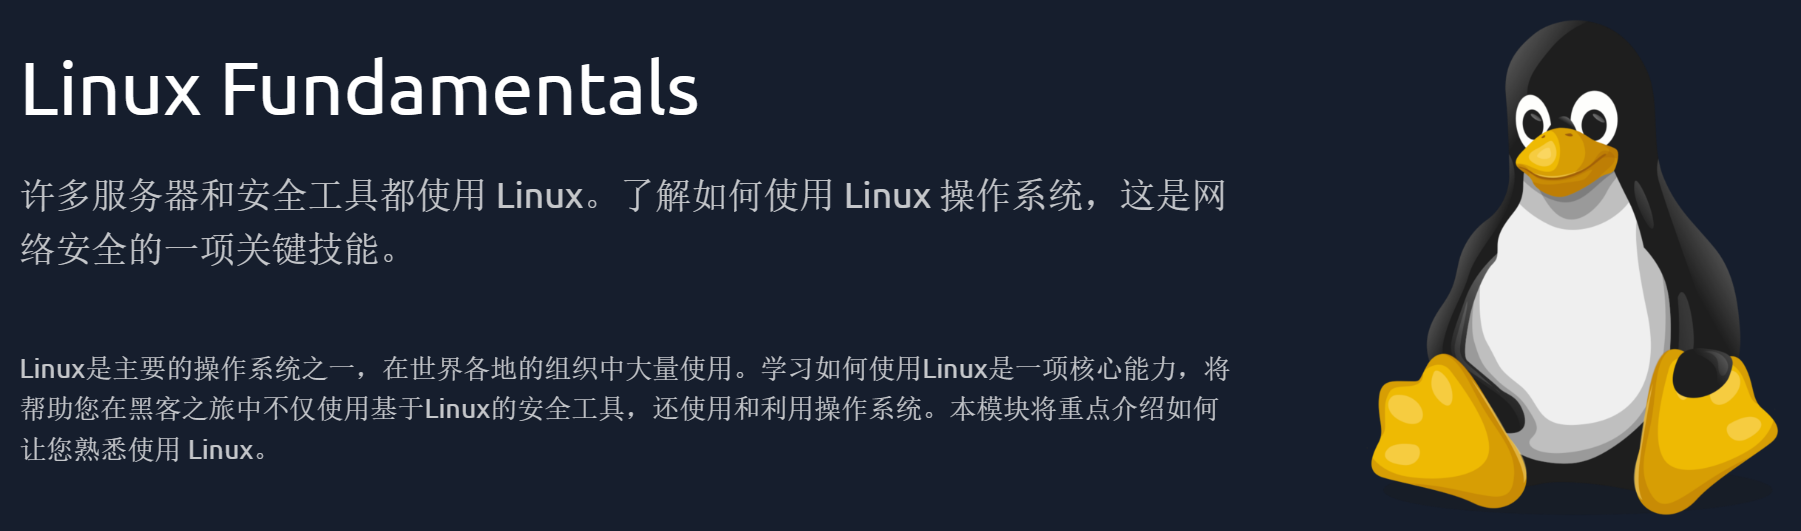 Linux Fundamentals
许多服务器和安全工具都使用 Linux。了解如何使用 Linux 操作系统，这是网
络安全的一项关键技能。
Linux是主要的操作系统之一，在世界各地的组织中大量使用。学习如何使用Linux是一项核心能力，将
帮助您在黑客之旅中不仅使用基于Linux的安全工具，还使用和利用操作系统。本模块将重点介绍如何
让您熟悉使用 Linux。